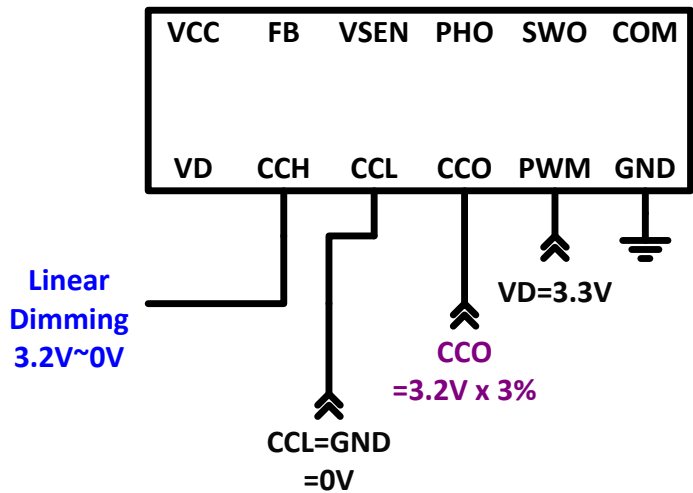 VCC FB VSEN PHO SWO COM
VD CCH CCL CCO PWM GND
Linear
Dimming
3.2V~0V
VD=3.3V
CCO
=3.2V x 3%
CCL=GND
=0V